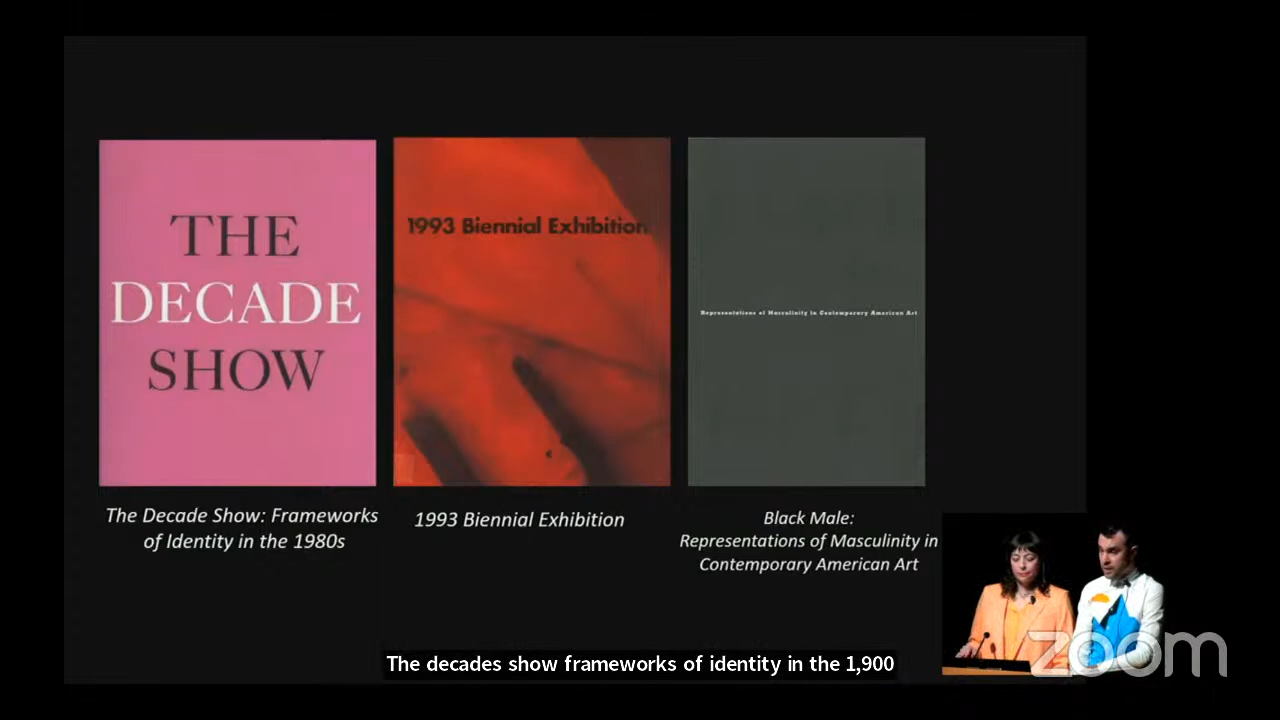 THE
DECADE
SHOW
1993 Biennial Exhibition
Representations of Masculinity in Contemporary American Art
The Decade Show: Frameworks
of Identity in the 1980s
1993 Biennial Exhibition
Black Male:
Representations of Masculinity in
Contemporary American Art
The decades show frameworks of identity in the 1,900
zoom